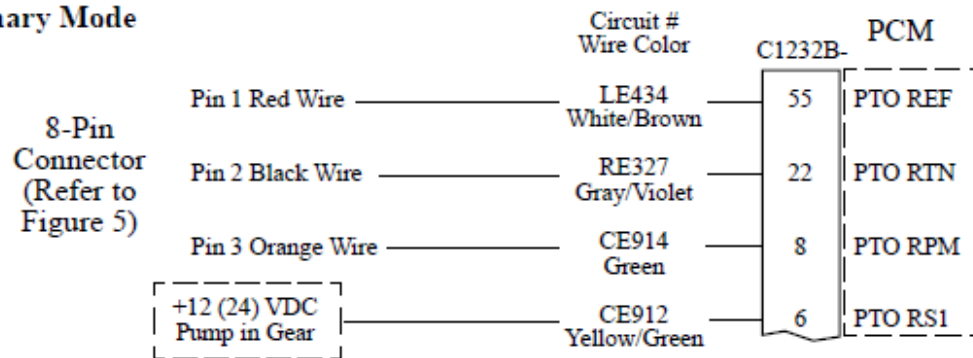 nary Mode
Circuit #
Wire Color
C1232B-
PCM
8-Pin
Connector
(Refer to
Figure 5)
Pin 1 Red Wire
LE434
White/Brown
55
PTO REF
Pin 2 Black Wire
RE327
Gray/Violet
22
PTO RTN
Pin 3 Orange Wire
CE914
Green
8
PTO RPM
+12 (24) VDC
Pump in Gear
CE912
Yellow/Green
6
PTO RS1